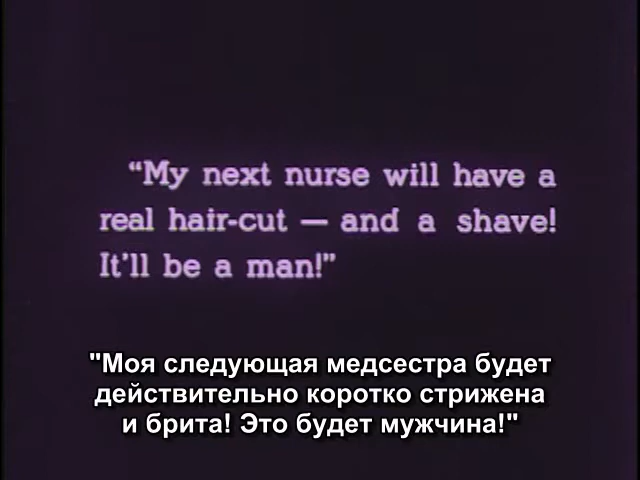 “My next nurse will have a
real hair-cut — and a shave!
It'll be a man!”
"Моя следующая медсестра будет
действительно коротко стрижена
и брита! Это будет мужчина!"